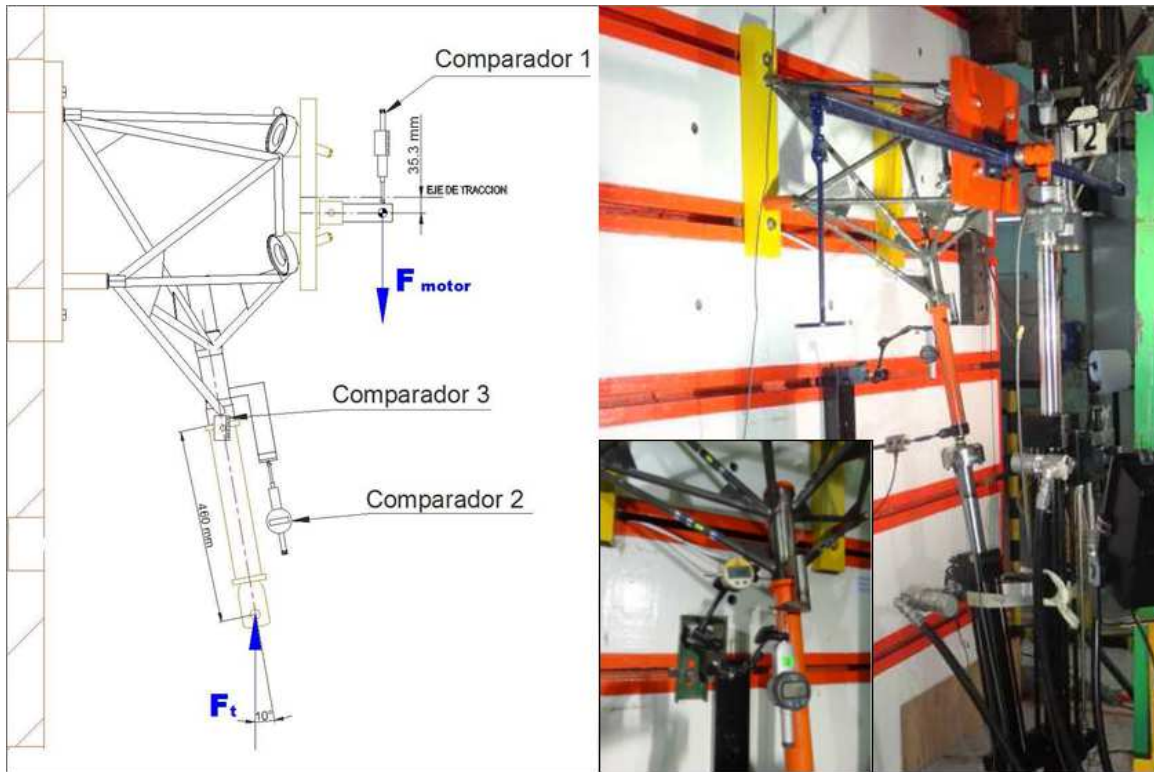 Comparador 1
35.3 mm
EJE DE TRACCION
F motor
Comparador 3
460 mm
Comparador 2
Ft
10°
12